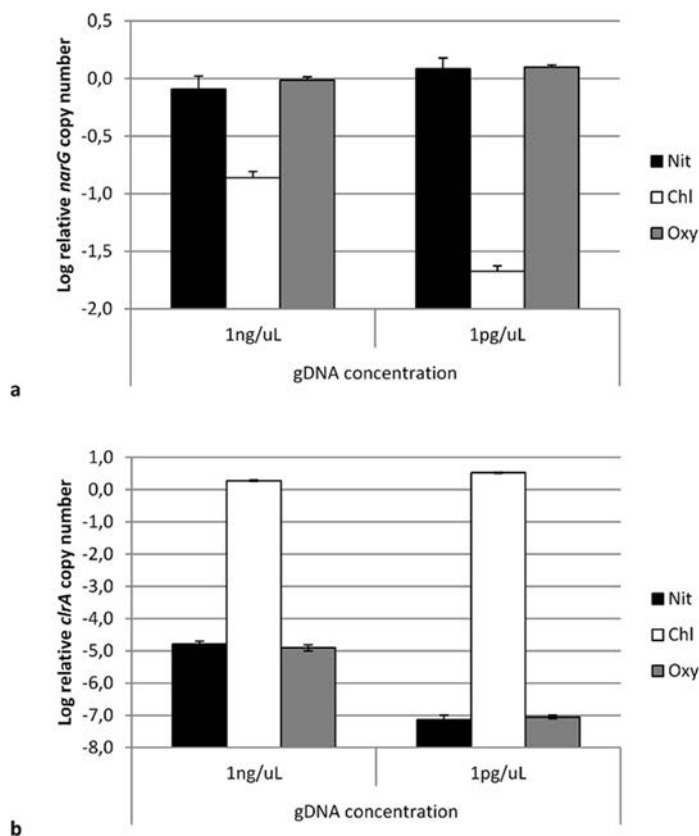 0,5
0,0
-0,5
-1,0
-1,5
-2,0
Log relative narG copy number
1ng/uL
1pg/uL
gDNA concentration
Nit
Chl
Oxy
a
1,0
0,0
-1,0
-2,0
-3,0
-4,0
-5,0
-6,0
-7,0
-8,0
Log relative clrA copy number
1ng/uL
1pg/uL
gDNA concentration
Nit
Chl
Oxy
b